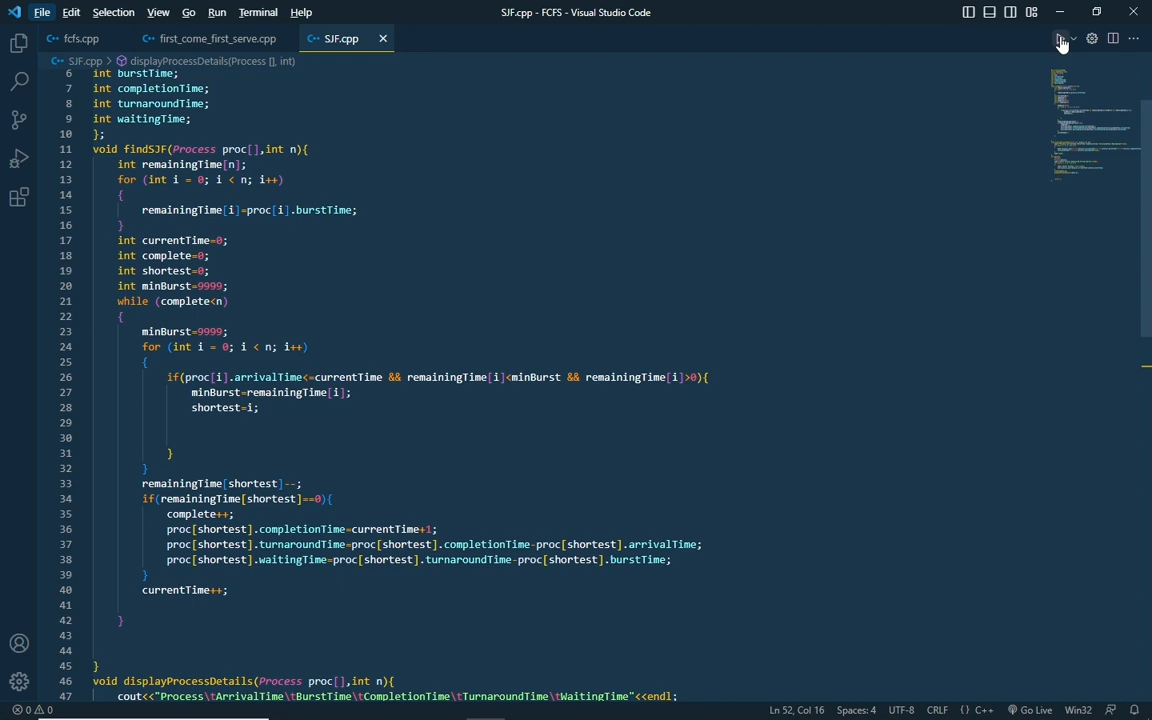 File Edit Selection View Go Run Terminal Help SJF.cpp - FCFS - Visual Studio Code
C++ fcfs.cpp C++ first_come_first_serve.cpp C++ SJF.cpp
C++ SJF.cpp > displayProcessDetails(Process [], int)
6 int burstTime;
7 int completionTime;
8 int turnaroundTime;
9 int waitingTime;
10 };
11 void findSJF(Process proc[],int n){
12 int remainingTime[n];
13 for (int i = 0; i < n; i++)
14 {
15 remainingTime[i]=proc[i].burstTime;
16 }
17 int currentTime=0;
18 int complete=0;
19 int shortest=0;
20 int minBurst=9999;
21 while (complete<n)
22 {
23 minBurst=9999;
24 for (int i = 0; i < n; i++)
25 {
26 if(proc[i].arrivalTime<=currentTime && remainingTime[i]<minBurst && remainingTime[i]>0){
27 minBurst=remainingTime[i];
28 shortest=i;
29
30
31 }
32 }
33 remainingTime[shortest]--;
34 if(remainingTime[shortest]==0){
35 complete++;
36 proc[shortest].completionTime=currentTime+1;
37 proc[shortest].turnaroundTime=proc[shortest].completionTime-proc[shortest].arrivalTime;
38 proc[shortest].waitingTime=proc[shortest].turnaroundTime-proc[shortest].burstTime;
39 }
40 currentTime++;
41
42 }
43
44
45 }
46 void displayProcessDetails(Process proc[],int n){
47 cout<<"Process\tArrivalTime\tBurstTime\tCompletionTime\tTurnaroundTime\tWaitingTime"<<endl;
0 0 Ln 52, Col 16 Spaces: 4 UTF-8 CRLF {} C++ Go Live Win32